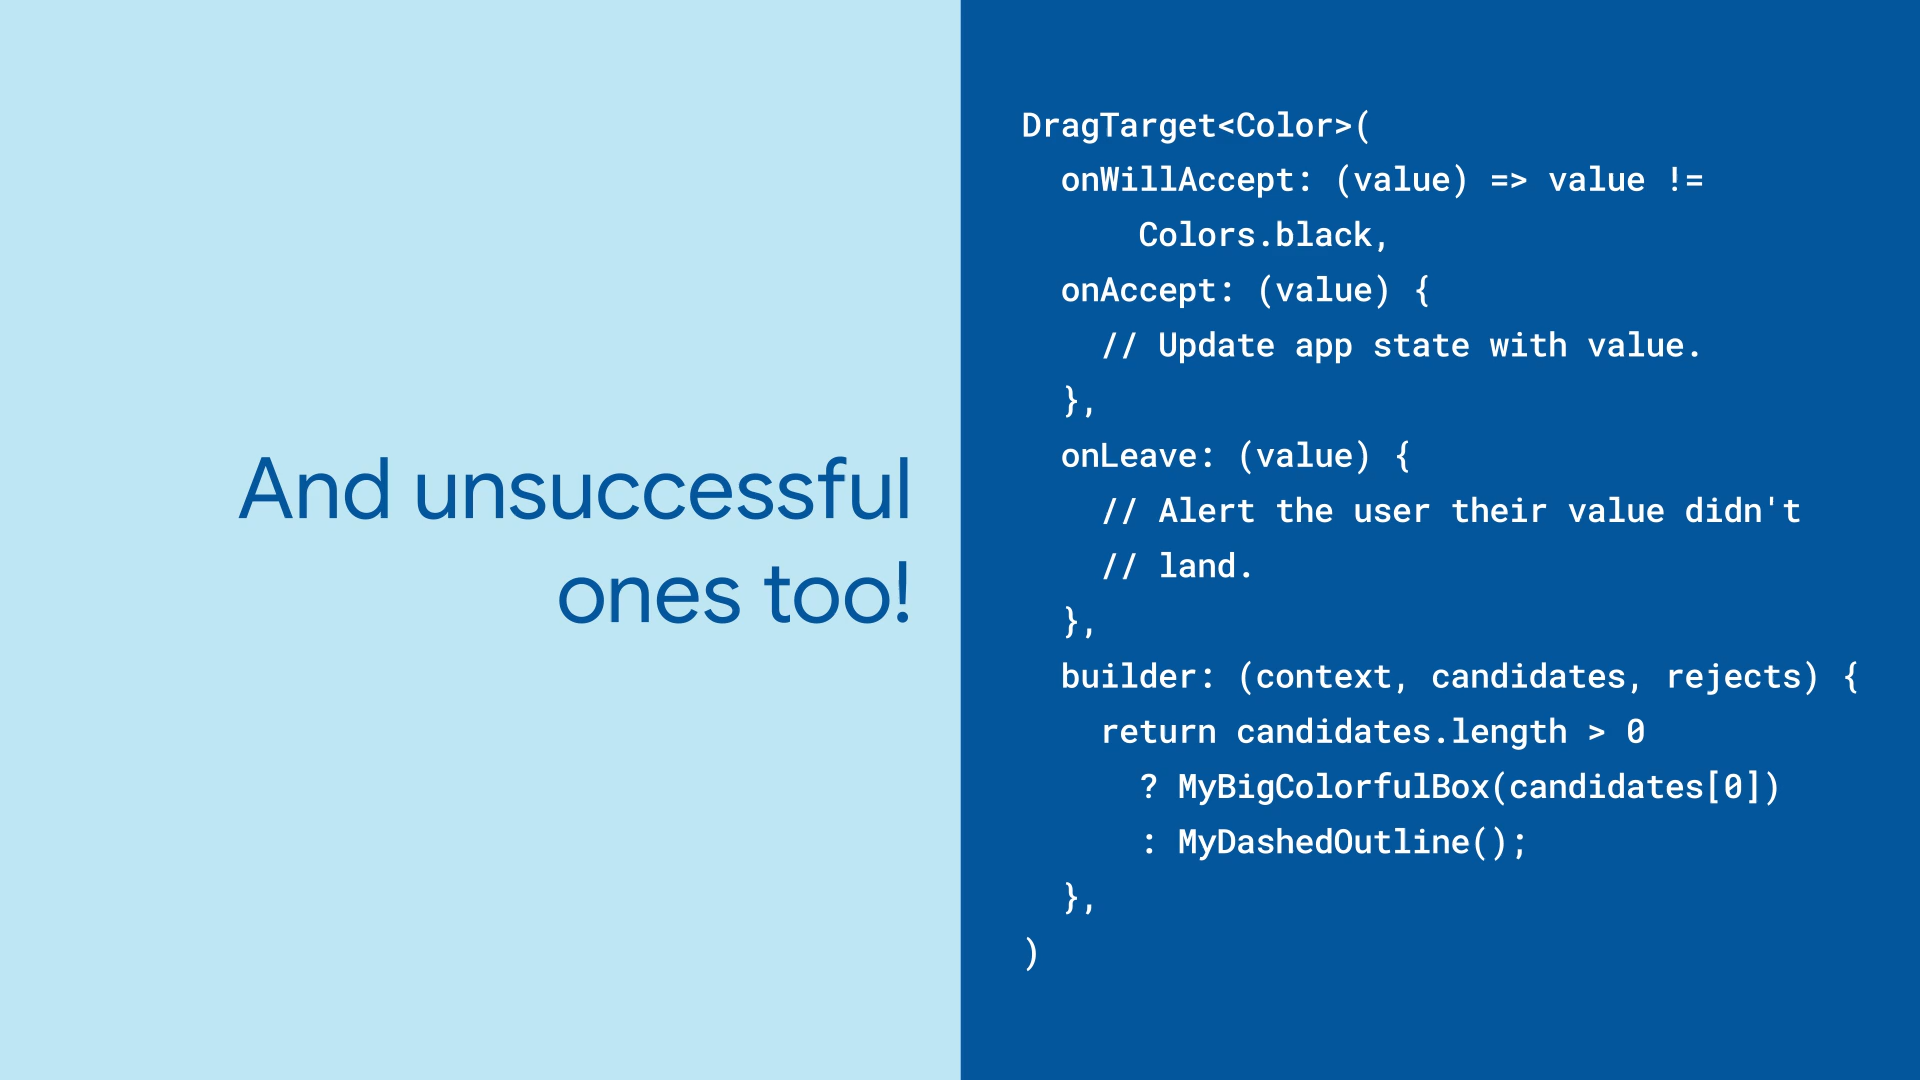 And unsuccessful
ones too!
DragTarget<Color>(
  onWillAccept: (value) => value !=
      Colors.black,
  onAccept: (value) {
    // Update app state with value.
  },
  onLeave: (value) {
    // Alert the user their value didn't
    // land.
  },
  builder: (context, candidates, rejects) {
    return candidates.length > 0
      ? MyBigColorfulBox(candidates[0])
      : MyDashedOutline();
  },
)